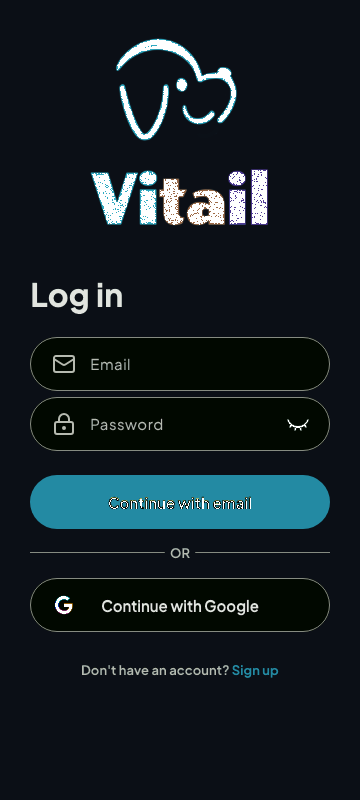 Vitail
Log in
Email
Password
Continue with email
OR
G
Continue with Google
Don't have an account? Sign up